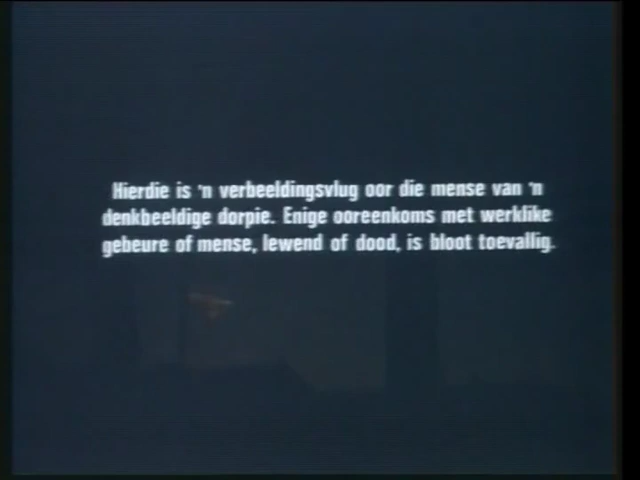 Hierdie is 'n verbeeldingsvlug oor die mense van 'n
denkbeeldige dorpie. Enige ooreenkoms met werklike
gebeure of mense, lewend of dood, is bloot toevallig.